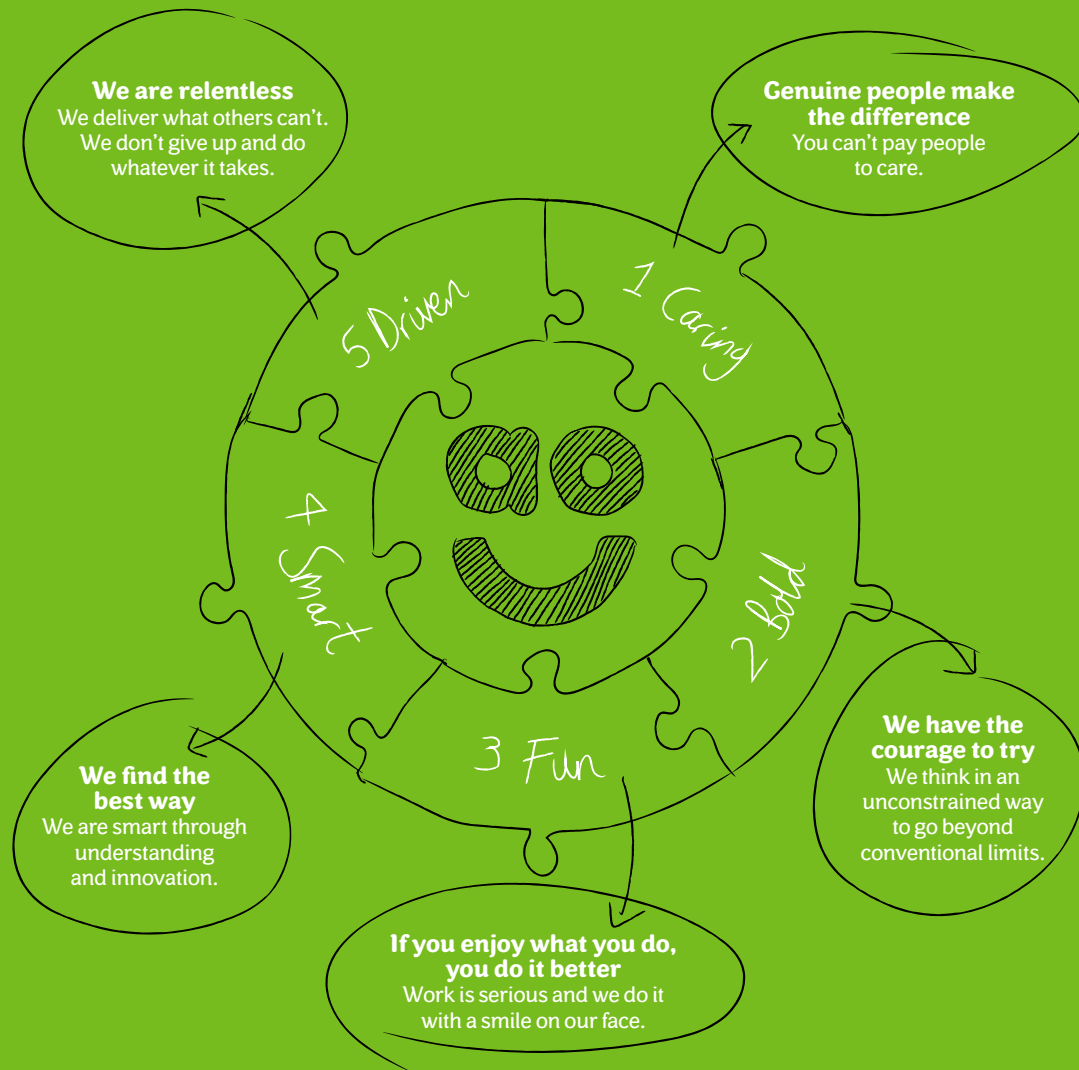 We are relentless
We deliver what others can't.
We don't give up and do
whatever it takes.
Genuine people make
the difference
You can't pay people
to care.
5 Driven
1 Caring
ao
4 Smart
2 Bold
3 Fun
We find the
best way
We are smart through
understanding
and innovation.
We have the
courage to try
We think in an
unconstrained way
to go beyond
conventional limits.
If you enjoy what you do,
you do it better
Work is serious and we do it
with a smile on our face.